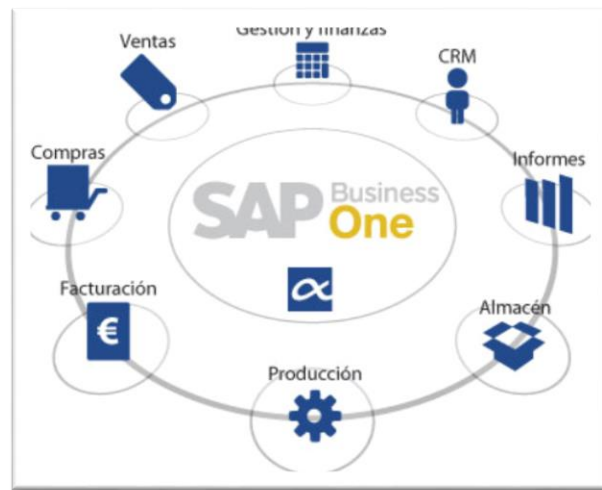 Gestión y finanzas
Ventas
CRM
Compras
Informes
SAP Business
One
Facturación
€
Almacén
Producción
α